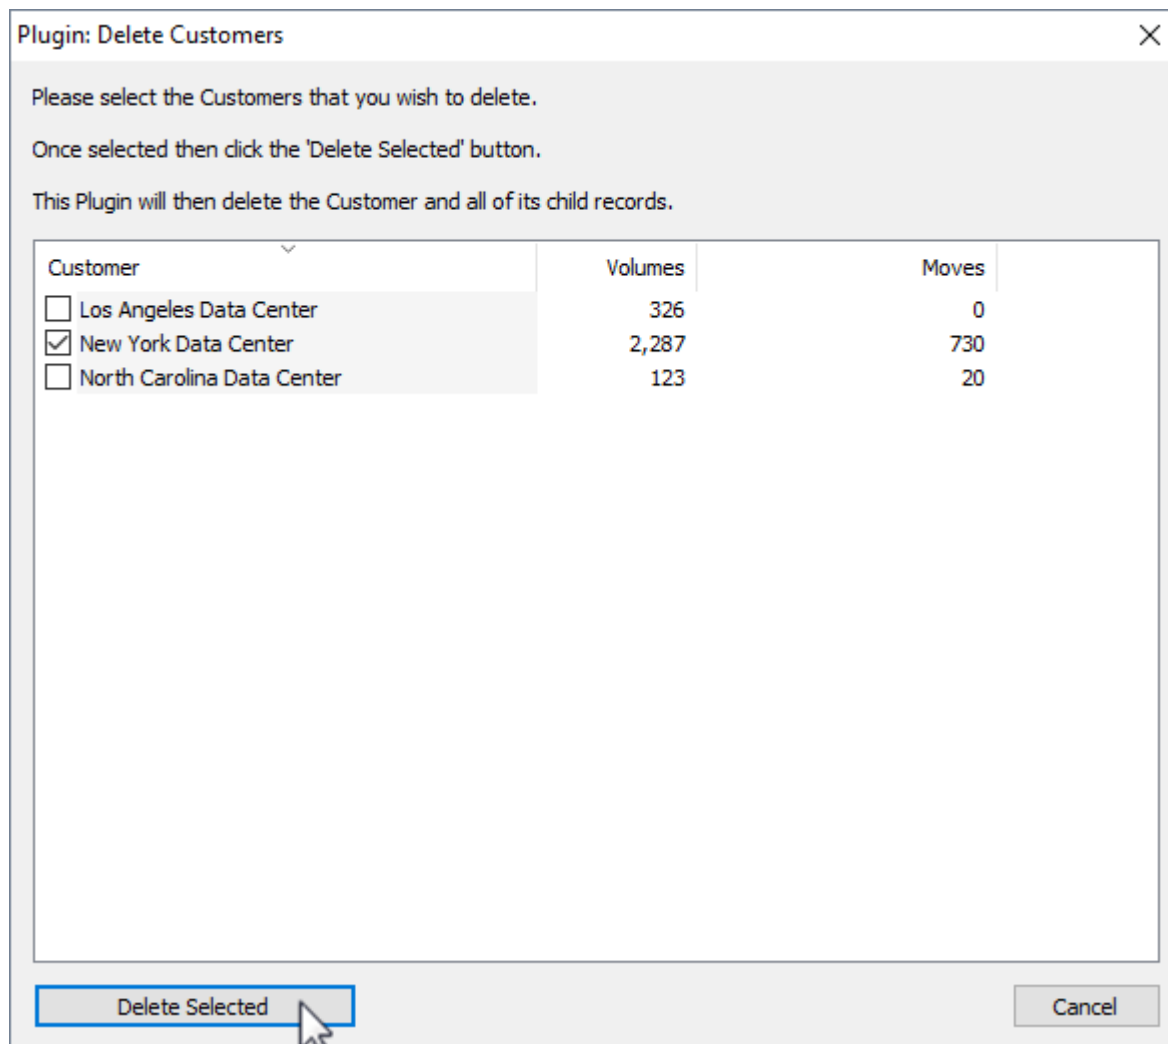 Plugin: Delete Customers
Please select the Customers that you wish to delete.
Once selected then click the 'Delete Selected' button.
This Plugin will then delete the Customer and all of its child records.
Customer Volumes Moves
Los Angeles Data Center 326 0
New York Data Center 2,287 730
North Carolina Data Center 123 20
Delete Selected Cancel